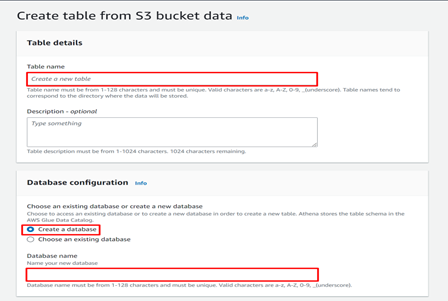 Create table from S3 bucket data Info
Table details
Table name
Create a new table
Table name must be from 1-128 characters and must be unique. Valid characters are a-z, A-Z, 0-9, _(underscore). Table names tend to
correspond to the directory where the data will be stored.
Description - optional
Type something
Table description must be from 1-1024 characters. 1024 characters remaining.
Database configuration Info
Choose an existing database or create a new database
Choose to access an existing database or to create a new database in order to create a new table. Athena stores the table schema in the
AWS Glue Data Catalog.
Create a database
Choose an existing database
Database name
Name your new database
Database name must be from 1-128 characters and must be unique. Valid characters are a-z, A-Z, 0-9, _(underscore).